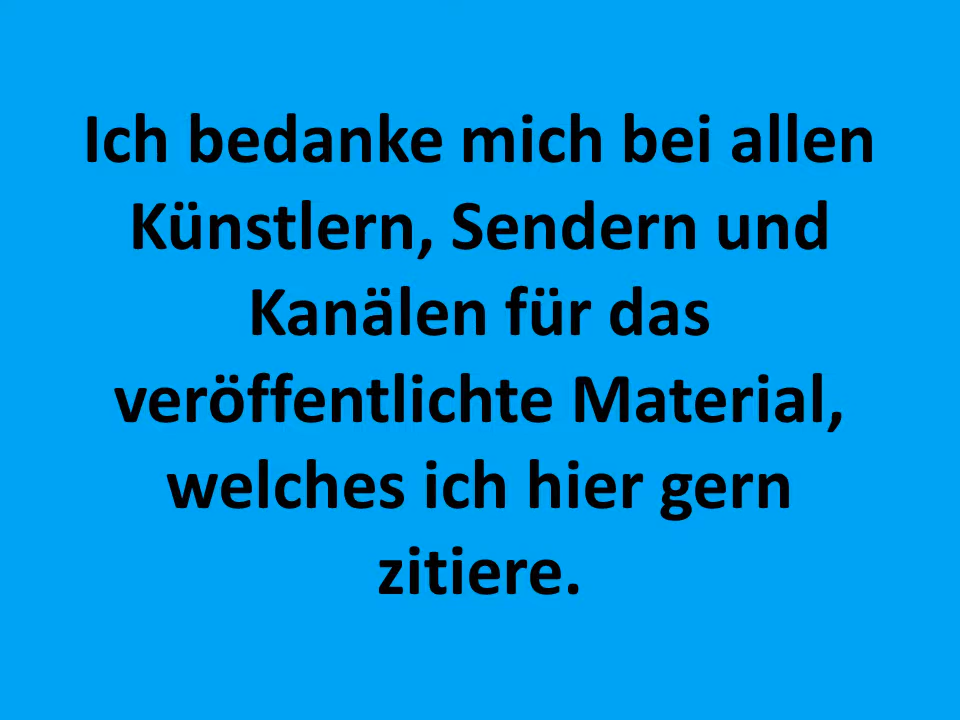 Ich bedanke mich bei allen
Künstlern, Sendern und
Kanälen für das
veröffentlichte Material,
welches ich hier gern
zitiere.